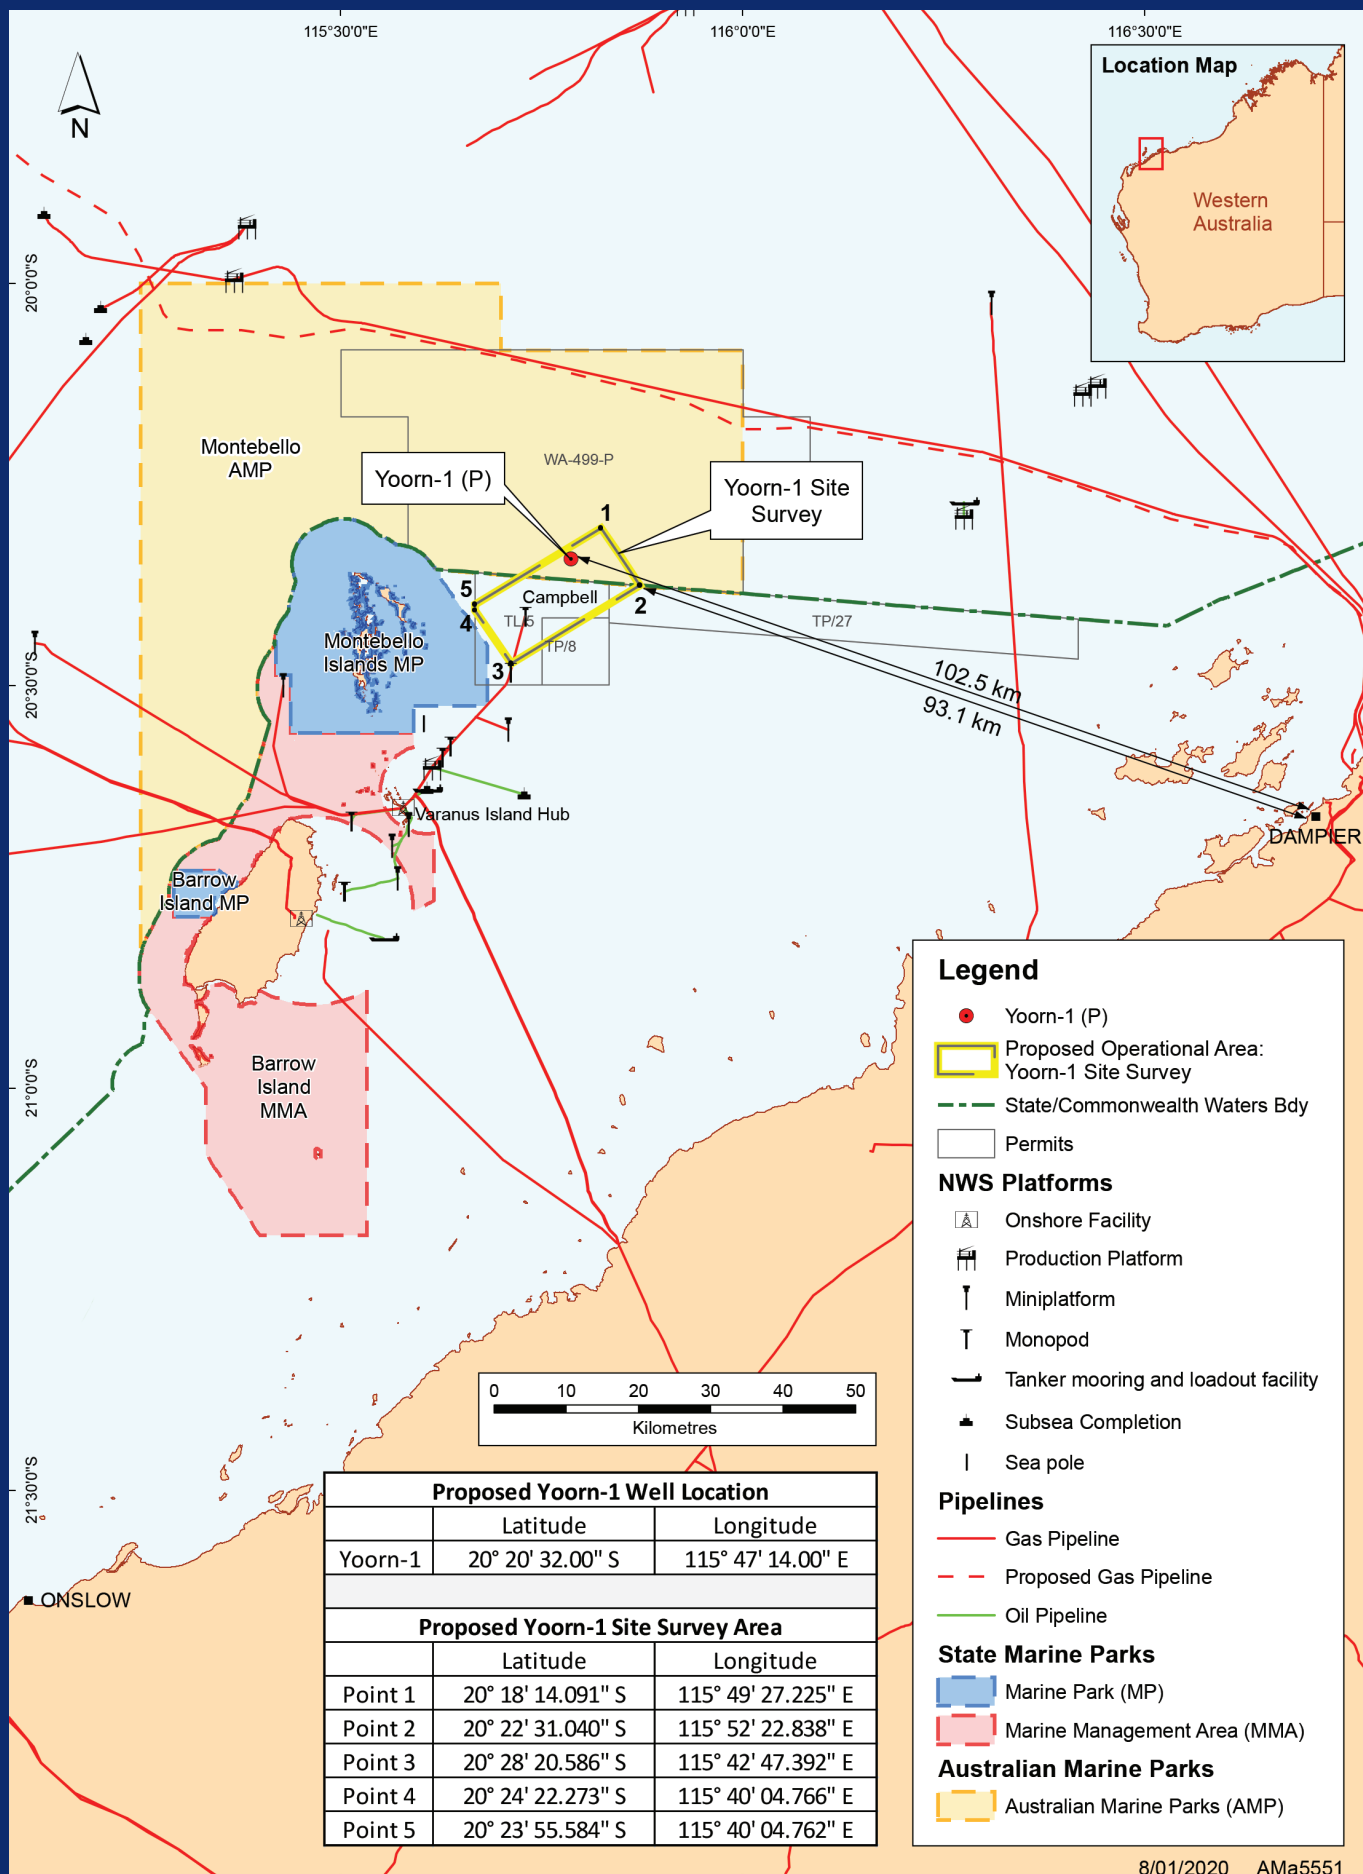 115°30'0"E
116°0'0"E
116°30'0"E
Location Map
Western
Australia
N
20°0'0"S
20°30'0"S
21°0'0"S
21°30'0"S
Montebello
AMP
WA-499-P
Yoorn-1 (P)
Yoorn-1 Site
Survey
1
2
3
4
5
Campbell
TL/5
TP/8
TP/27
Montebello
Islands MP
102.5 km
93.1 km
Varanus Island Hub
DAMPIER
Barrow
Island MP
Barrow
Island
MMA
ONSLOW
0 10 20 30 40 50
Kilometres
Proposed Yoorn-1 Well Location
Latitude Longitude
Yoorn-1 20° 20' 32.00" S 115° 47' 14.00" E
Proposed Yoorn-1 Site Survey Area
Latitude Longitude
Point 1 20° 18' 14.091" S 115° 49' 27.225" E
Point 2 20° 22' 31.040" S 115° 52' 22.838" E
Point 3 20° 28' 20.586" S 115° 42' 47.392" E
Point 4 20° 24' 22.273" S 115° 40' 04.766" E
Point 5 20° 23' 55.584" S 115° 40' 04.762" E
Legend
Yoorn-1 (P)
Proposed Operational Area:
Yoorn-1 Site Survey
State/Commonwealth Waters Bdy
Permits
NWS Platforms
Onshore Facility
Production Platform
Miniplatform
Monopod
Tanker mooring and loadout facility
Subsea Completion
Sea pole
Pipelines
Gas Pipeline
Proposed Gas Pipeline
Oil Pipeline
State Marine Parks
Marine Park (MP)
Marine Management Area (MMA)
Australian Marine Parks
Australian Marine Parks (AMP)
8/01/2020 AMa5551